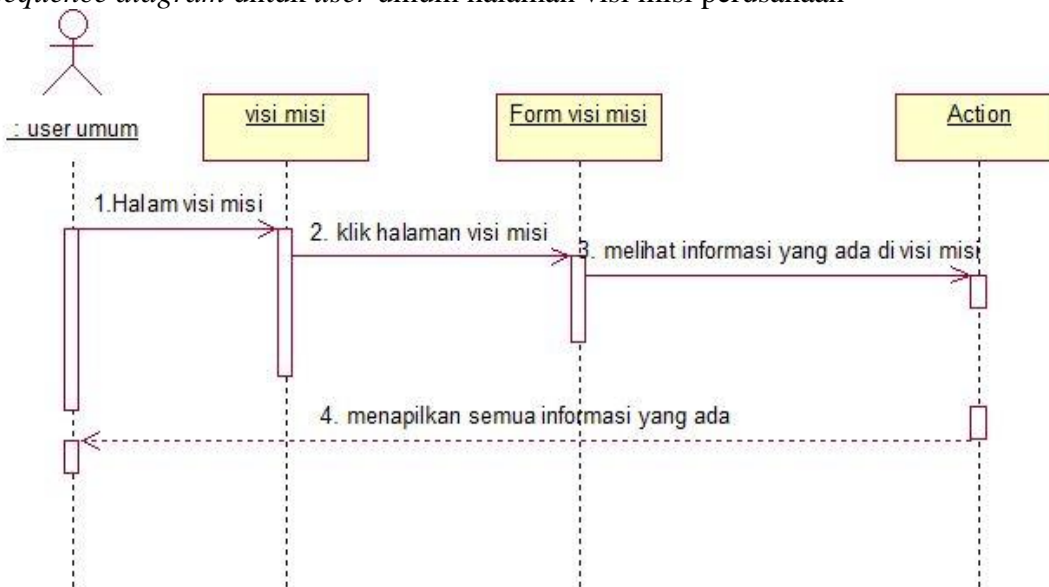 diagram untuk user umum halaman visi misi perusahaan
: user umum
visi misi
Form visi misi
Action
1.Halam visi misi
2. klik halaman visi misi
3. melihat informasi yang ada di visi misi
4. menapilkan semua informasi yang ada